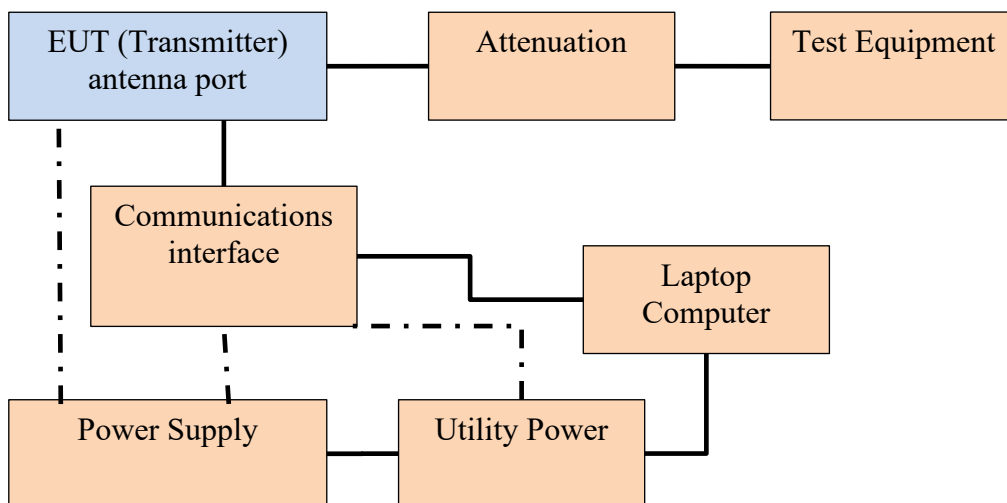 EUT (Transmitter)
antenna port
Attenuation
Test Equipment
Communications
interface
Laptop
Computer
Power Supply
Utility Power